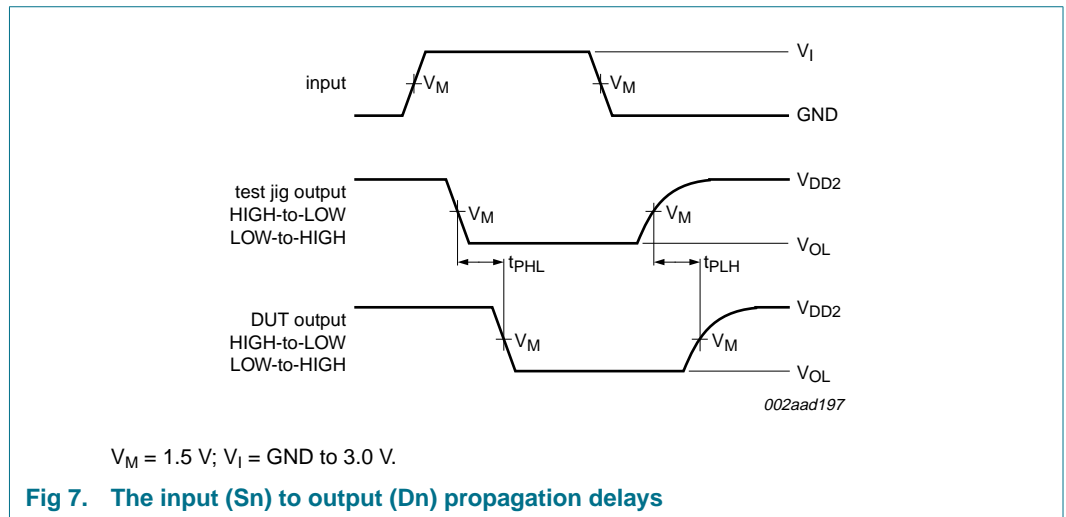 V_I
input
V_M
V_M
GND
V_DD2
test jig output
HIGH-to-LOW
LOW-to-HIGH
V_M
V_M
V_OL
t_PHL
t_PLH
V_DD2
DUT output
HIGH-to-LOW
LOW-to-HIGH
V_M
V_M
V_OL
002aad197
V_M = 1.5 V; V_I = GND to 3.0 V.
Fig 7. The input (Sn) to output (Dn) propagation delays